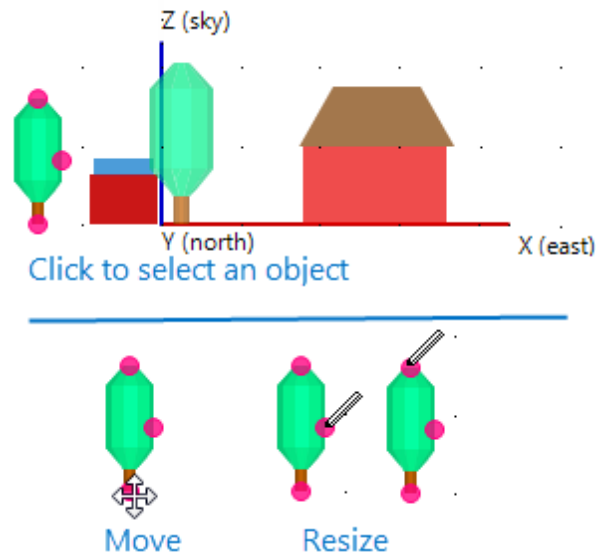 Z (sky)
Y (north)
X (east)
Click to select an object
Move
Resize